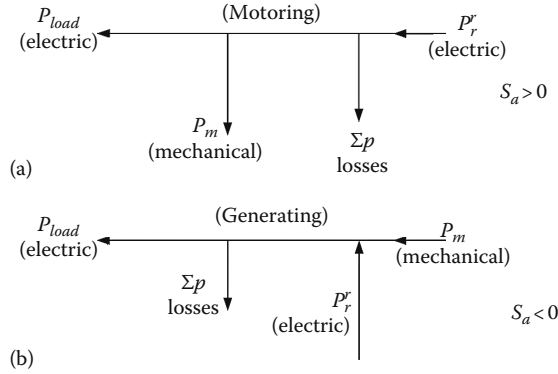 P_load
(electric)
(Motoring)
P_r^r
(electric)
S_a > 0
P_m
(mechanical)
Σp
losses
(a)
P_load
(electric)
(Generating)
P_m
(mechanical)
Σp
losses
P_r^r
(electric)
S_a < 0
(b)